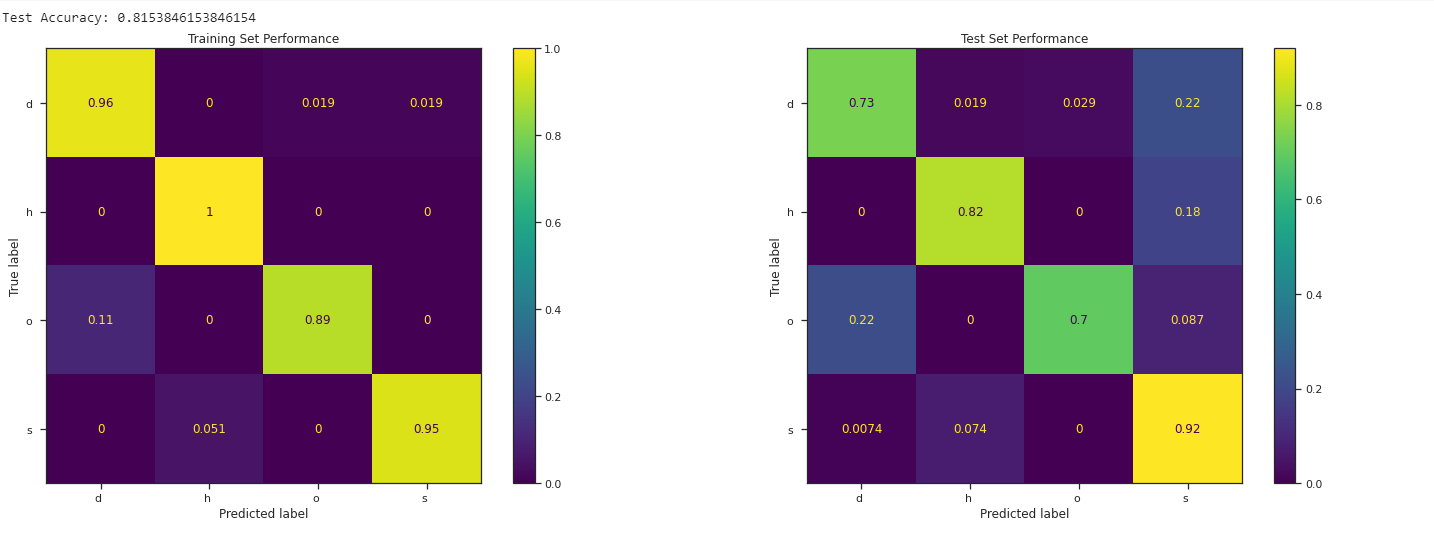 Test Accuracy: 0.8153846153846154
Training Set Performance
True label
d
0.96 0 0.019 0.019
h
0 1 0 0
o
0.11 0 0.89 0
s
0 0.051 0 0.95
d h o s
Predicted label
1.0
0.8
0.6
0.4
0.2
0.0
Test Set Performance
True label
d
0.73 0.019 0.029 0.22
h
0 0.82 0 0.18
o
0.22 0 0.7 0.087
s
0.0074 0.074 0 0.92
d h o s
Predicted label
0.8
0.6
0.4
0.2
0.0